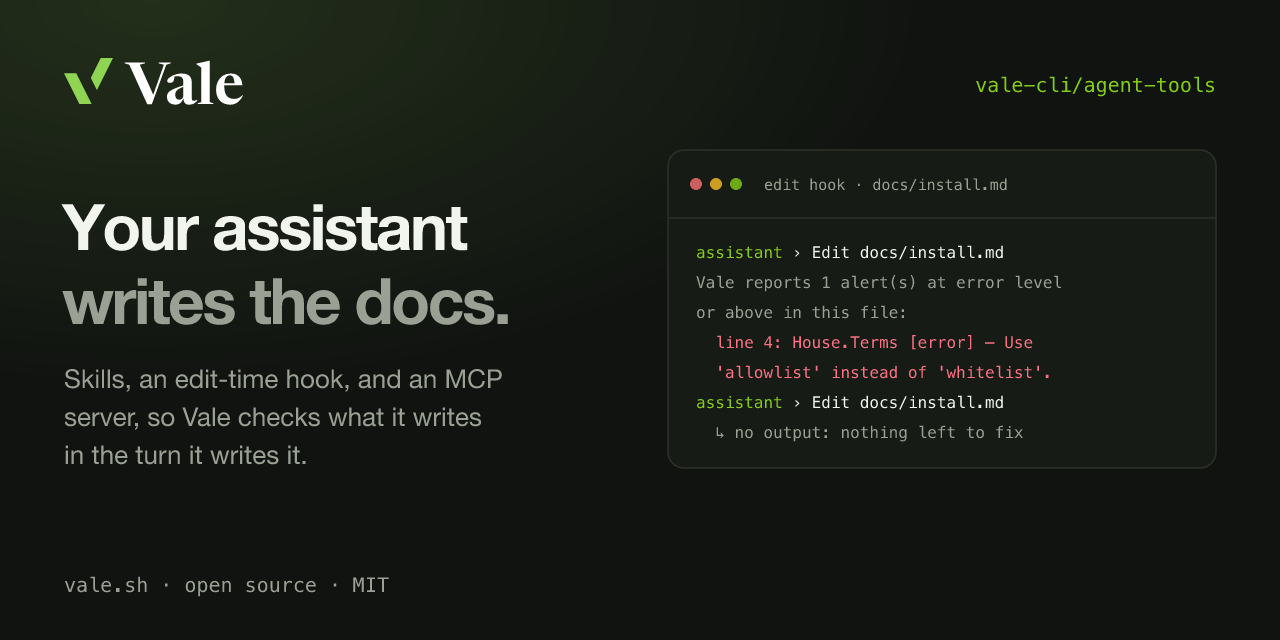 Vale
vale-cli/agent-tools
Your assistant
writes the docs.
Skills, an edit-time hook, and an MCP
server, so Vale checks what it writes
in the turn it writes it.
edit hook · docs/install.md
assistant › Edit docs/install.md
Vale reports 1 alert(s) at error level
or above in this file:
line 4: House.Terms [error] — Use
'allowlist' instead of 'whitelist'.
assistant › Edit docs/install.md
↳ no output: nothing left to fix
vale.sh · open source · MIT